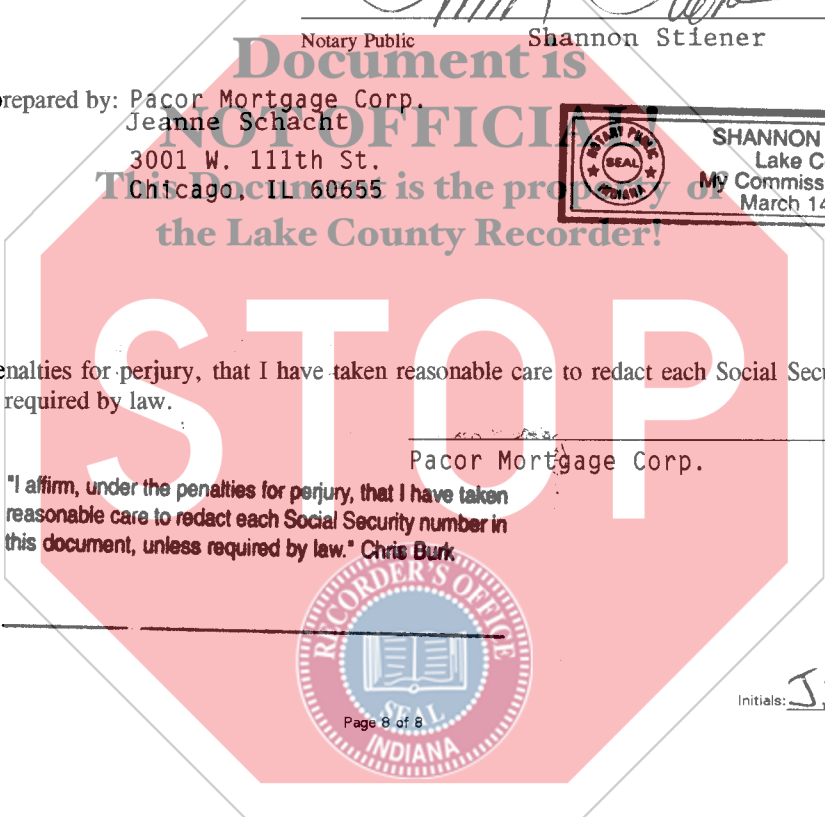 Notary Public Shannon Stiener
Document is
repared by: Pacor Mortgage Corp.
Jeanne Schacht
NOT OFFICIAL!
3001 W. 111th St.
Chicago, IL 60655
This Document is the property of
the Lake County Recorder!
SHANNON
Lake C
My Commiss
March 14
NOTARY PUBLIC
SEAL
INDIANA
STOP
enalties for perjury, that I have taken reasonable care to redact each Social Secu
required by law.
Pacor Mortgage Corp.
"I affirm, under the penalties for perjury, that I have taken
reasonable care to redact each Social Security number in
this document, unless required by law." Chris Burk
RECORDER'S OFFICE
SEAL
INDIANA
Page 8 of 8
Initials: J